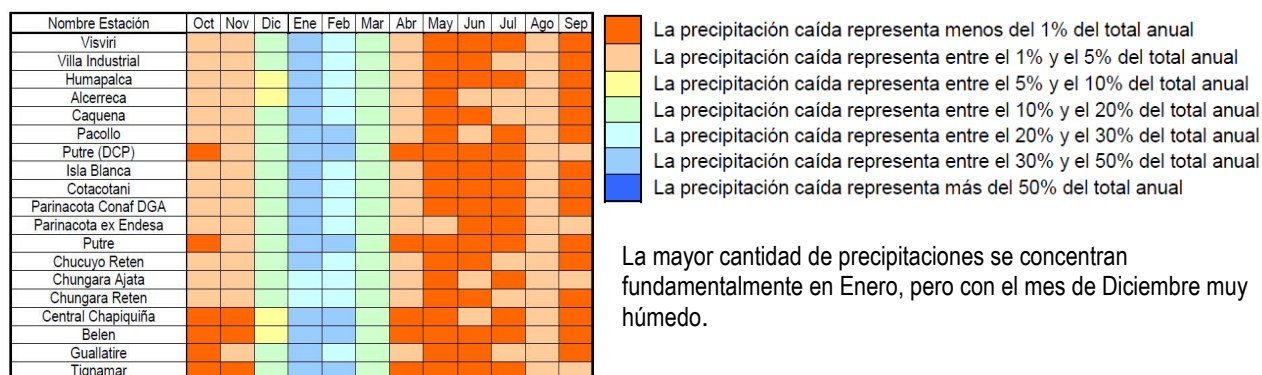 Nombre Estación Oct Nov Dic Ene Feb Mar Abr May Jun Jul Ago Sep
Visviri
Villa Industrial
Humapalca
Alcerreca
Caquena
Pacollo
Putre (DCP)
Isla Blanca
Cotacotani
Parinacota Conaf DGA
Parinacota ex Endesa
Putre
Chucuyo Reten
Chungara Ajata
Chungara Reten
Central Chapiquiña
Belen
Guallatire
Tignamar
La precipitación caída representa menos del 1% del total anual
La precipitación caída representa entre el 1% y el 5% del total anual
La precipitación caída representa entre el 5% y el 10% del total anual
La precipitación caída representa entre el 10% y el 20% del total anual
La precipitación caída representa entre el 20% y el 30% del total anual
La precipitación caída representa entre el 30% y el 50% del total anual
La precipitación caída representa más del 50% del total anual
La mayor cantidad de precipitaciones se concentran
fundamentalmente en Enero, pero con el mes de Diciembre muy
húmedo.